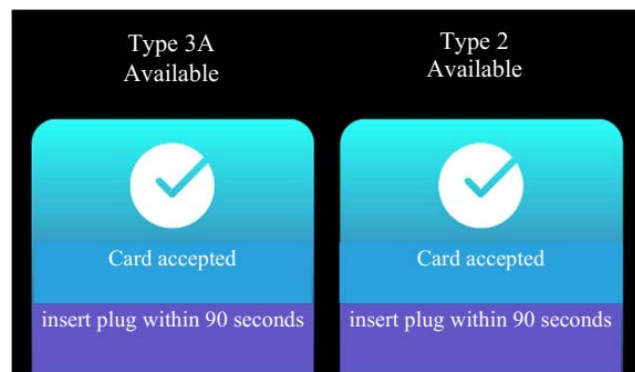 Type 3A
Available
Type 2
Available
Card accepted
Card accepted
insert plug within 90 seconds
insert plug within 90 seconds